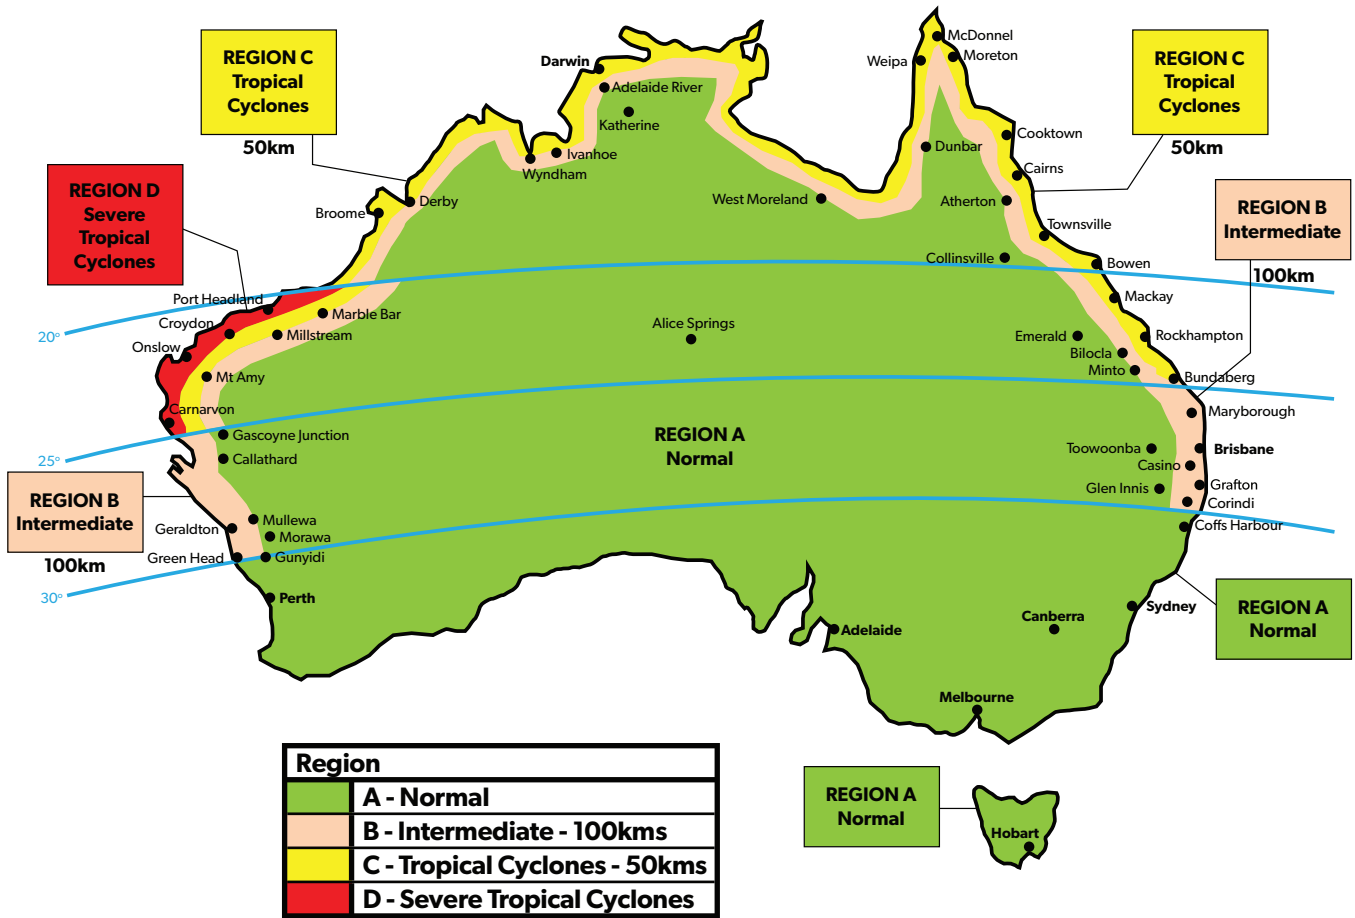 McDonnel
REGION C
Tropical
Cyclones
50km
Darwin
Weipa
Moreton
REGION C
Tropical
Cyclones
50km
Adelaide River
Katherine
Cooktown
Ivanhoe
Wyndham
Dunbar
Cairns
REGION D
Severe
Tropical
Cyclones
Broome
Derby
West Moreland
Atherton
REGION B
Intermediate
100km
Townsville
Collinsville
Bowen
Port Headland
Mackay
Croydon
Marble Bar
Alice Springs
20°
Onslow
Millstream
Emerald
Rockhampton
Bilocla
Minto
Mt Amy
Bundaberg
Carnarvon
Maryborough
Gascoyne Junction
REGION A
Normal
25°
Callathard
Toowoonba
Brisbane
Casino
REGION B
Intermediate
100km
Glen Innis
Grafton
Corindi
Geraldton
Mullewa
Morawa
Coffs Harbour
Green Head
Gunyidi
30°
Perth
Sydney
REGION A
Normal
Canberra
Adelaide
Melbourne
Region
A - Normal
B - Intermediate - 100kms
C - Tropical Cyclones - 50kms
D - Severe Tropical Cyclones
REGION A
Normal
Hobart